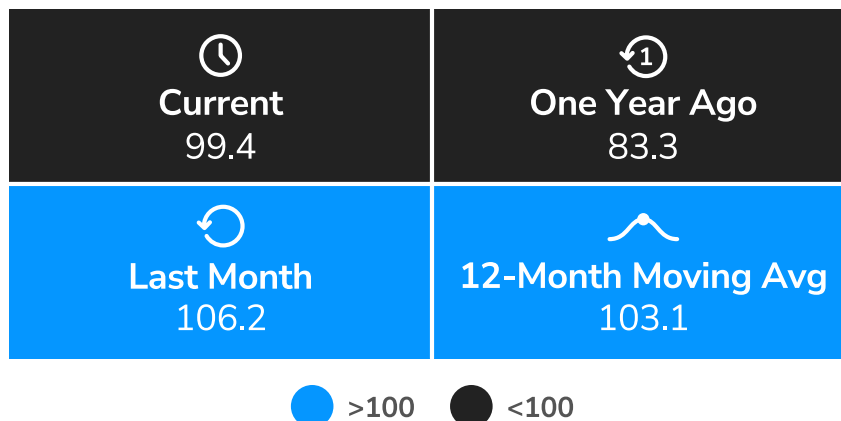 Current
99.4
1
One Year Ago
83.3
Last Month
106.2
12-Month Moving Avg
103.1
>100
<100